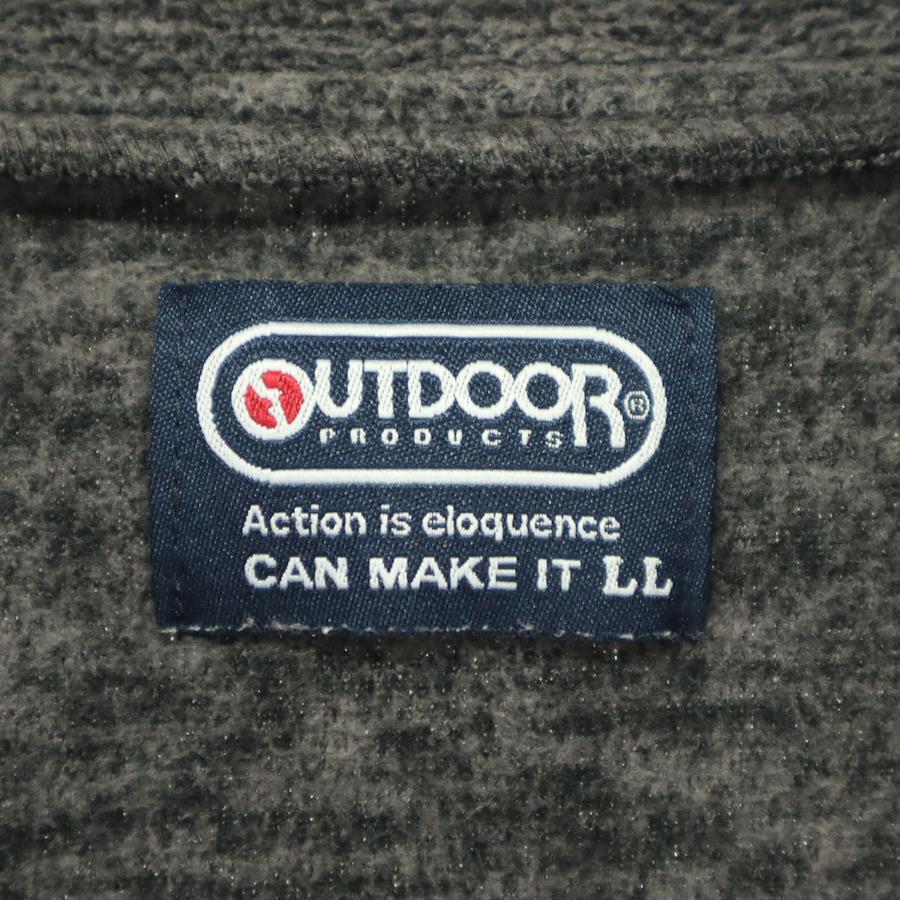 OUTDOOR®
PRODUCTS
Action is eloquence
CAN MAKE IT LL